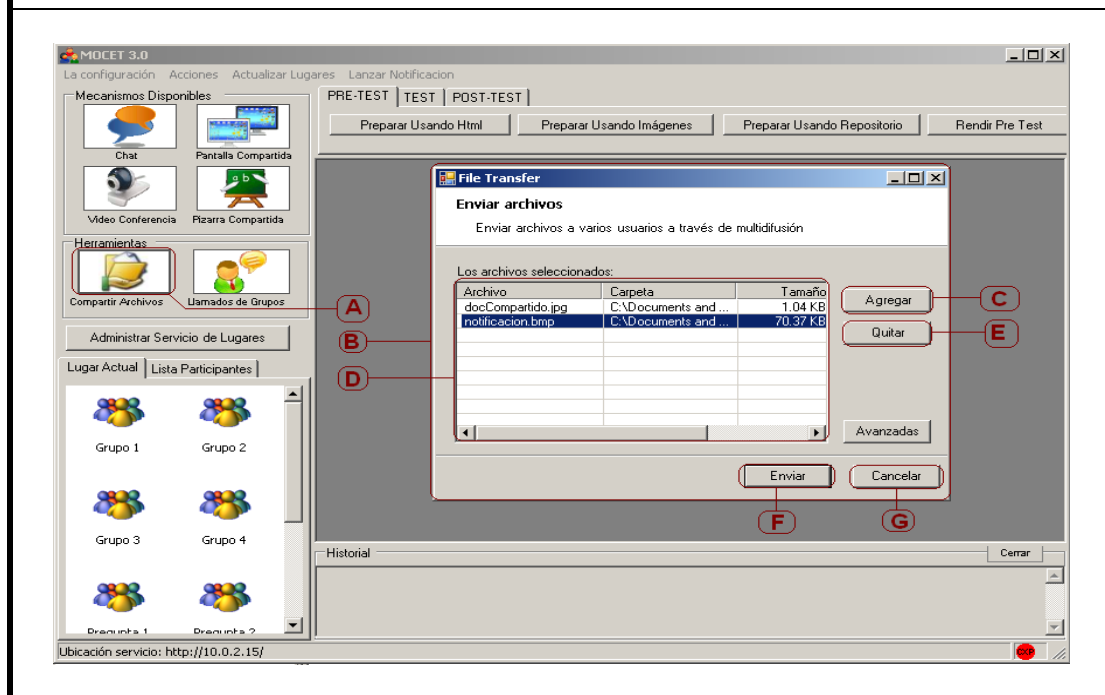 MOCET 3.0
La configuración Acciones Actualizar Lugares Lanzar Notificacion
Mecanismos Disponibles
Chat
Pantalla Compartida
Video Conferencia
Pizarra Compartida
Herramientas
Compartir Archivos
Llamados de Grupos
Administrar Servicio de Lugares
Lugar Actual
Lista Participantes
Grupo 1
Grupo 2
Grupo 3
Grupo 4
Pregunta 1
Pregunta 2
PRE-TEST
TEST
POST-TEST
Preparar Usando Html
Preparar Usando Imágenes
Preparar Usando Repositorio
Rendir Pre Test
File Transfer
Enviar archivos
Enviar archivos a varios usuarios a través de multidifusión
Los archivos seleccionados:
Archivo Carpeta Tamaño
docCompartido.jpg C:\Documents and ... 1.04 KB
notificacion.bmp C:\Documents and ... 70.37 KB
Agregar
Quitar
Avanzadas
Enviar
Cancelar
A
B
C
D
E
F
G
Historial
Cerrar
Ubicación servicio: http://10.0.2.15/
EXP